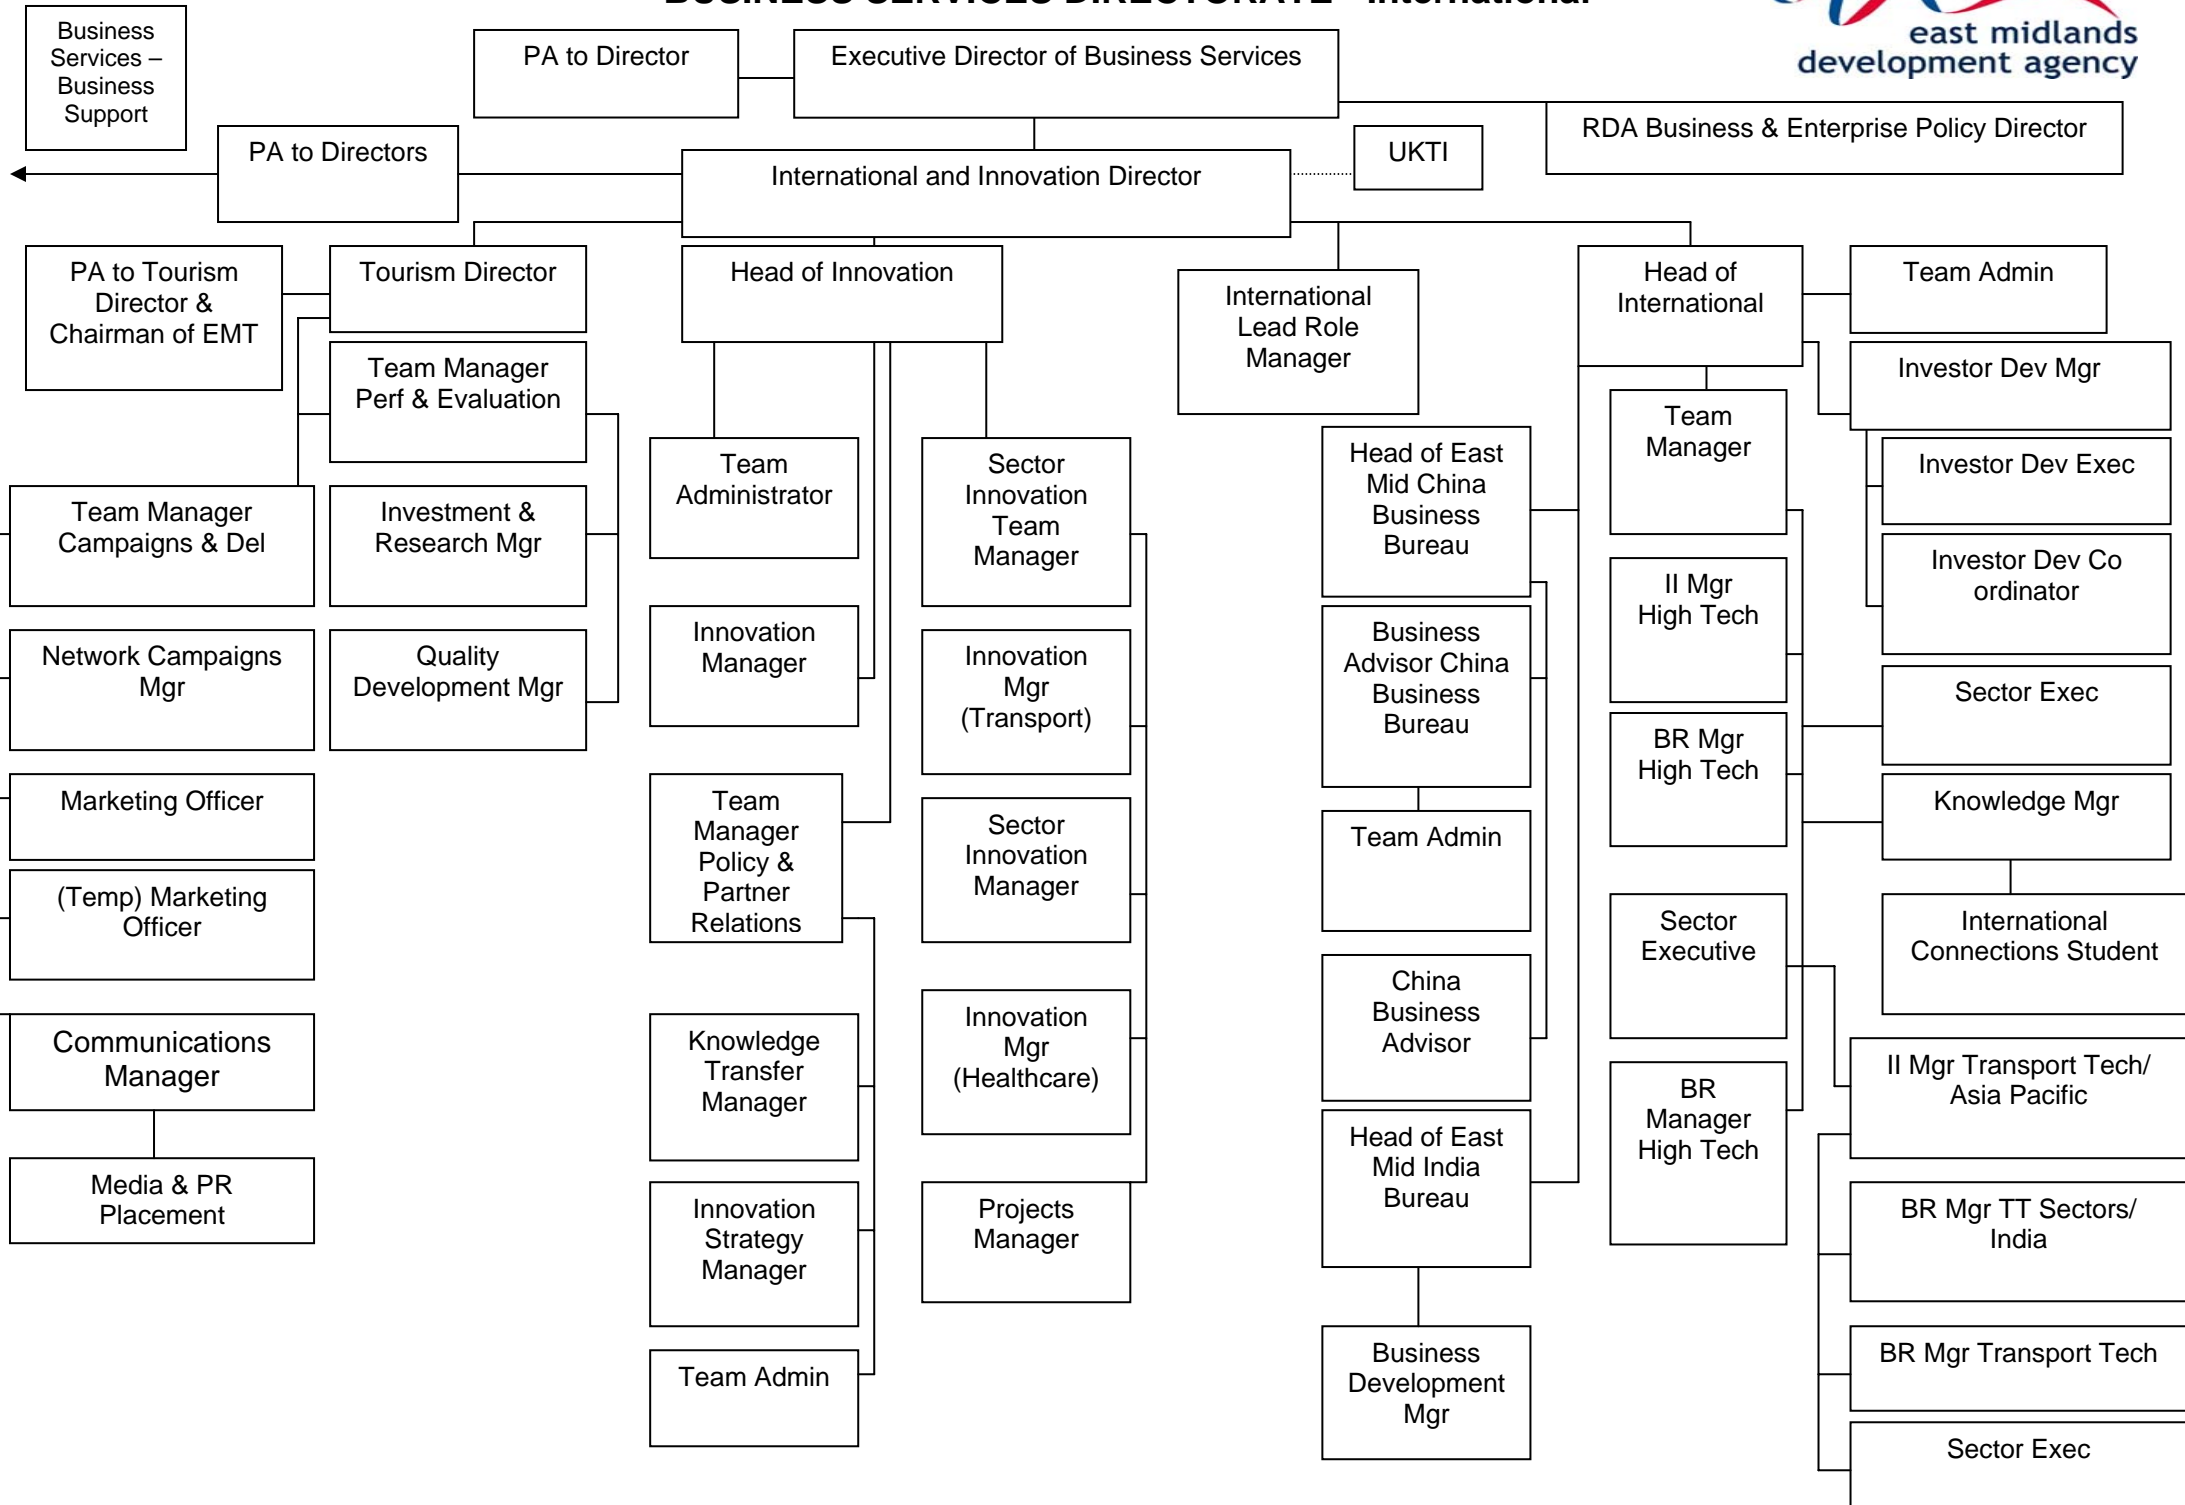 BUSINESS SERVICES DIRECTORATE - International
east midlands
development agency
Business
Services –
Business
Support
PA to Director
Executive Director of Business Services
RDA Business & Enterprise Policy Director
PA to Directors
International and Innovation Director
UKTI
PA to Tourism
Director &
Chairman of EMT
Tourism Director
Head of Innovation
International
Lead Role
Manager
Head of
International
Team Admin
Team Manager
Perf & Evaluation
Investor Dev Mgr
Team Manager
Campaigns & Del
Investment &
Research Mgr
Team
Administrator
Sector
Innovation
Team
Manager
Head of East
Mid China
Business
Bureau
Team
Manager
Investor Dev Exec
Investor Dev Co
ordinator
Network Campaigns
Mgr
Quality
Development Mgr
Innovation
Manager
Innovation
Mgr
(Transport)
Business
Advisor China
Business
Bureau
II Mgr
High Tech
Sector Exec
Marketing Officer
Team
Manager
Policy &
Partner
Relations
Sector
Innovation
Manager
Team Admin
BR Mgr
High Tech
Knowledge Mgr
(Temp) Marketing
Officer
Sector
Executive
International
Connections Student
Communications
Manager
Knowledge
Transfer
Manager
Innovation
Mgr
(Healthcare)
China
Business
Advisor
BR
Manager
High Tech
II Mgr Transport Tech/
Asia Pacific
Media & PR
Placement
Innovation
Strategy
Manager
Projects
Manager
Head of East
Mid India
Bureau
BR Mgr TT Sectors/
India
Team Admin
Business
Development
Mgr
BR Mgr Transport Tech
Sector Exec